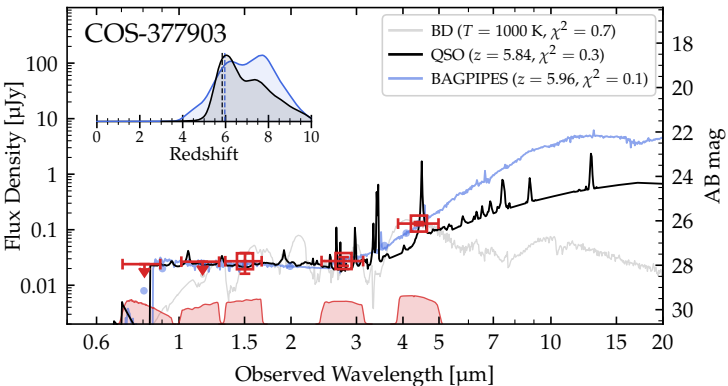 COS-377903
BD (T = 1000 K, χ² = 0.7)
QSO (z = 5.84, χ² = 0.3)
BAGPIPES (z = 5.96, χ² = 0.1)
0 2 4 6 8 10
Redshift
100
10
1
0.1
0.01
Flux Density [μJy]
18
20
22
24
26
28
30
AB mag
0.6 1 2 3 4 5 10 15 20
Observed Wavelength [μm]